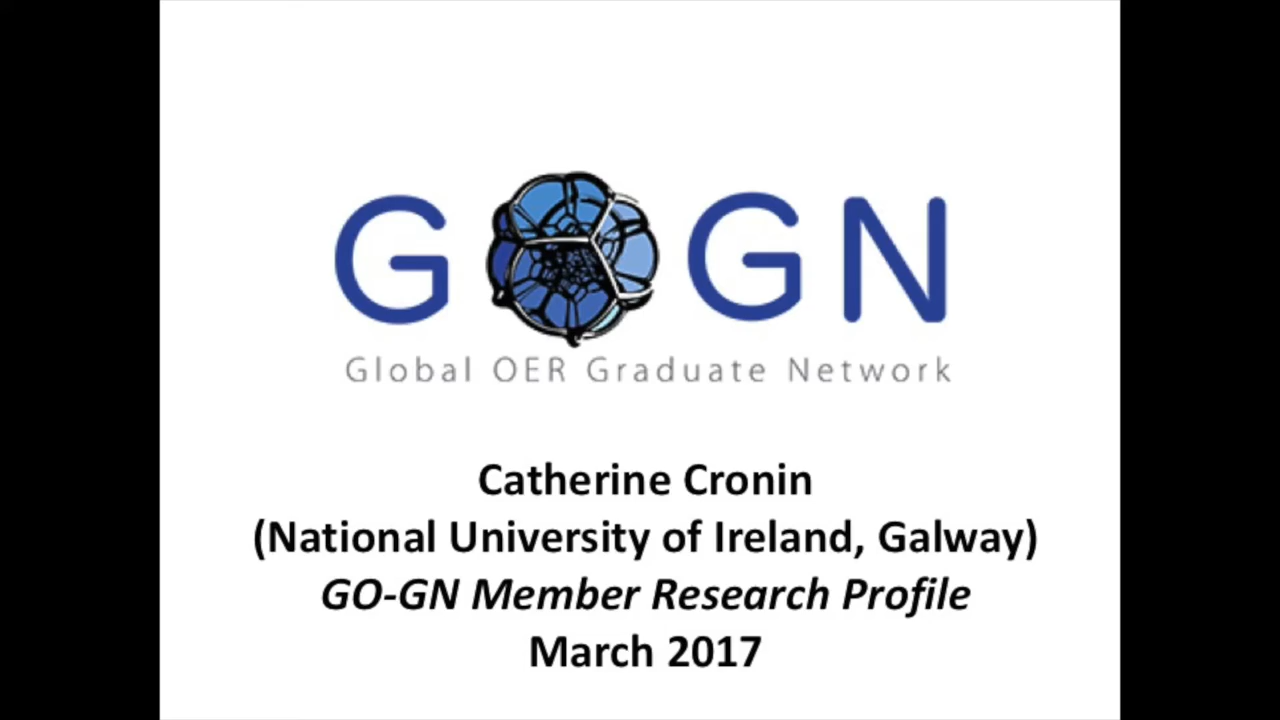 GOGN
Global OER Graduate Network
Catherine Cronin
(National University of Ireland, Galway)
GO-GN Member Research Profile
March 2017